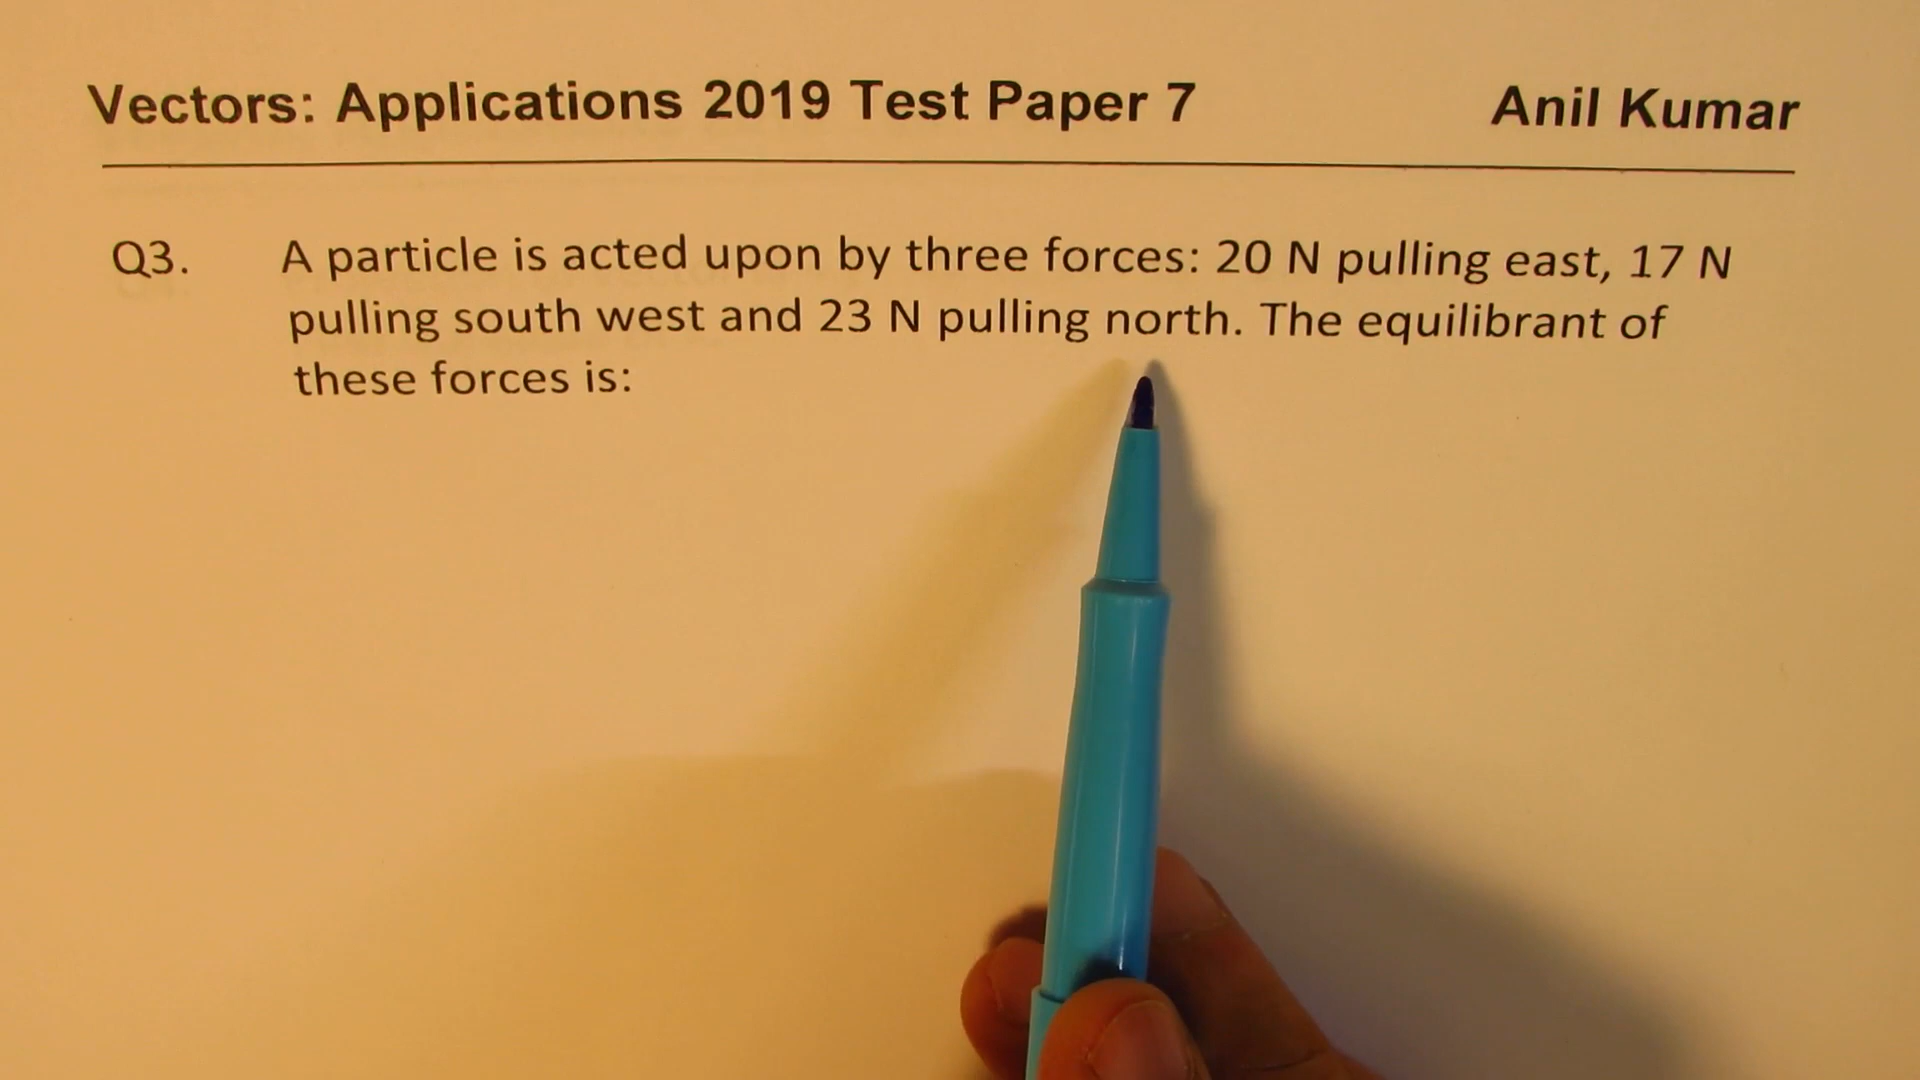 Vectors: Applications 2019 Test Paper 7 Anil Kumar
Q3. A particle is acted upon by three forces: 20 N pulling east, 17 N
pulling south west and 23 N pulling north. The equilibrant of
these forces is: